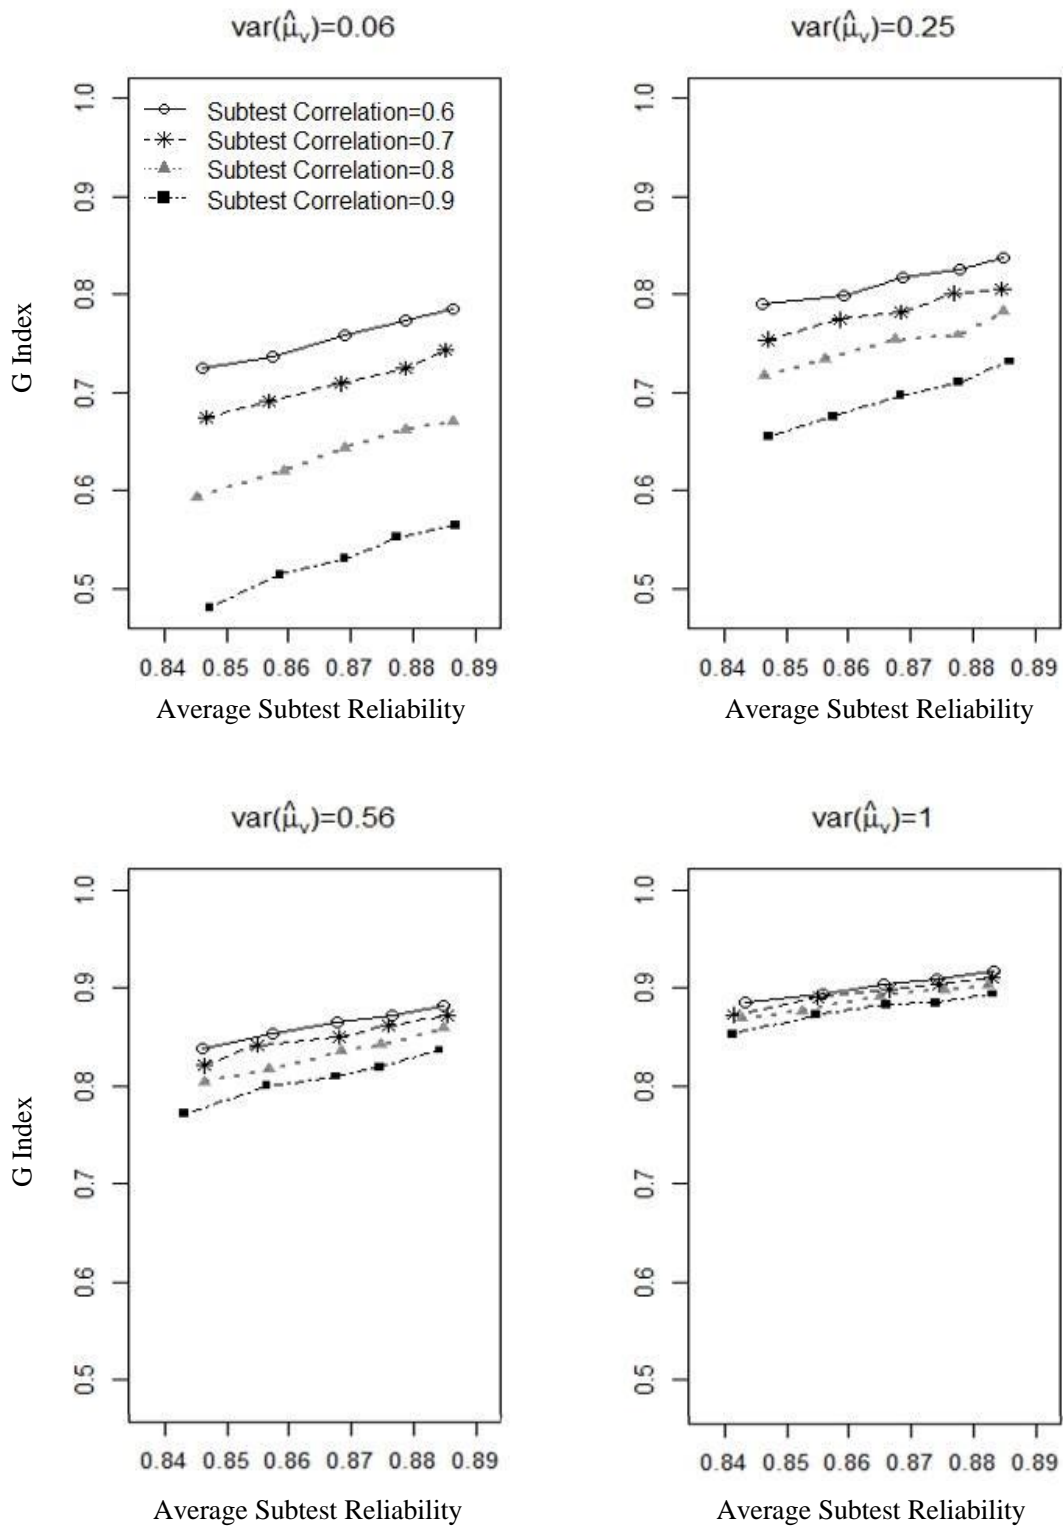 var(μ̂ᵥ)=0.06
var(μ̂ᵥ)=0.25
Subtest Correlation=0.6
Subtest Correlation=0.7
Subtest Correlation=0.8
Subtest Correlation=0.9
G Index
1.0
0.9
0.8
0.7
0.6
0.5
1.0
0.9
0.8
0.7
0.6
0.5
0.84 0.85 0.86 0.87 0.88 0.89
0.84 0.85 0.86 0.87 0.88 0.89
Average Subtest Reliability
Average Subtest Reliability
var(μ̂ᵥ)=0.56
var(μ̂ᵥ)=1
G Index
1.0
0.9
0.8
0.7
0.6
0.5
1.0
0.9
0.8
0.7
0.6
0.5
0.84 0.85 0.86 0.87 0.88 0.89
0.84 0.85 0.86 0.87 0.88 0.89
Average Subtest Reliability
Average Subtest Reliability